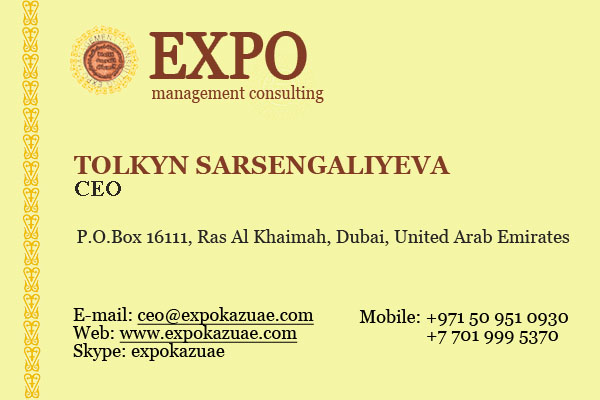 EXPO
management consulting
TOLKYN SARSENGALIYEVA
CEO
P.O.Box 16111, Ras Al Khaimah, Dubai, United Arab Emirates
E-mail: ceo@expokazuae.com
Web: www.expokazuae.com
Skype: expokazuae
Mobile: +971 50 951 0930
+7 701 999 5370